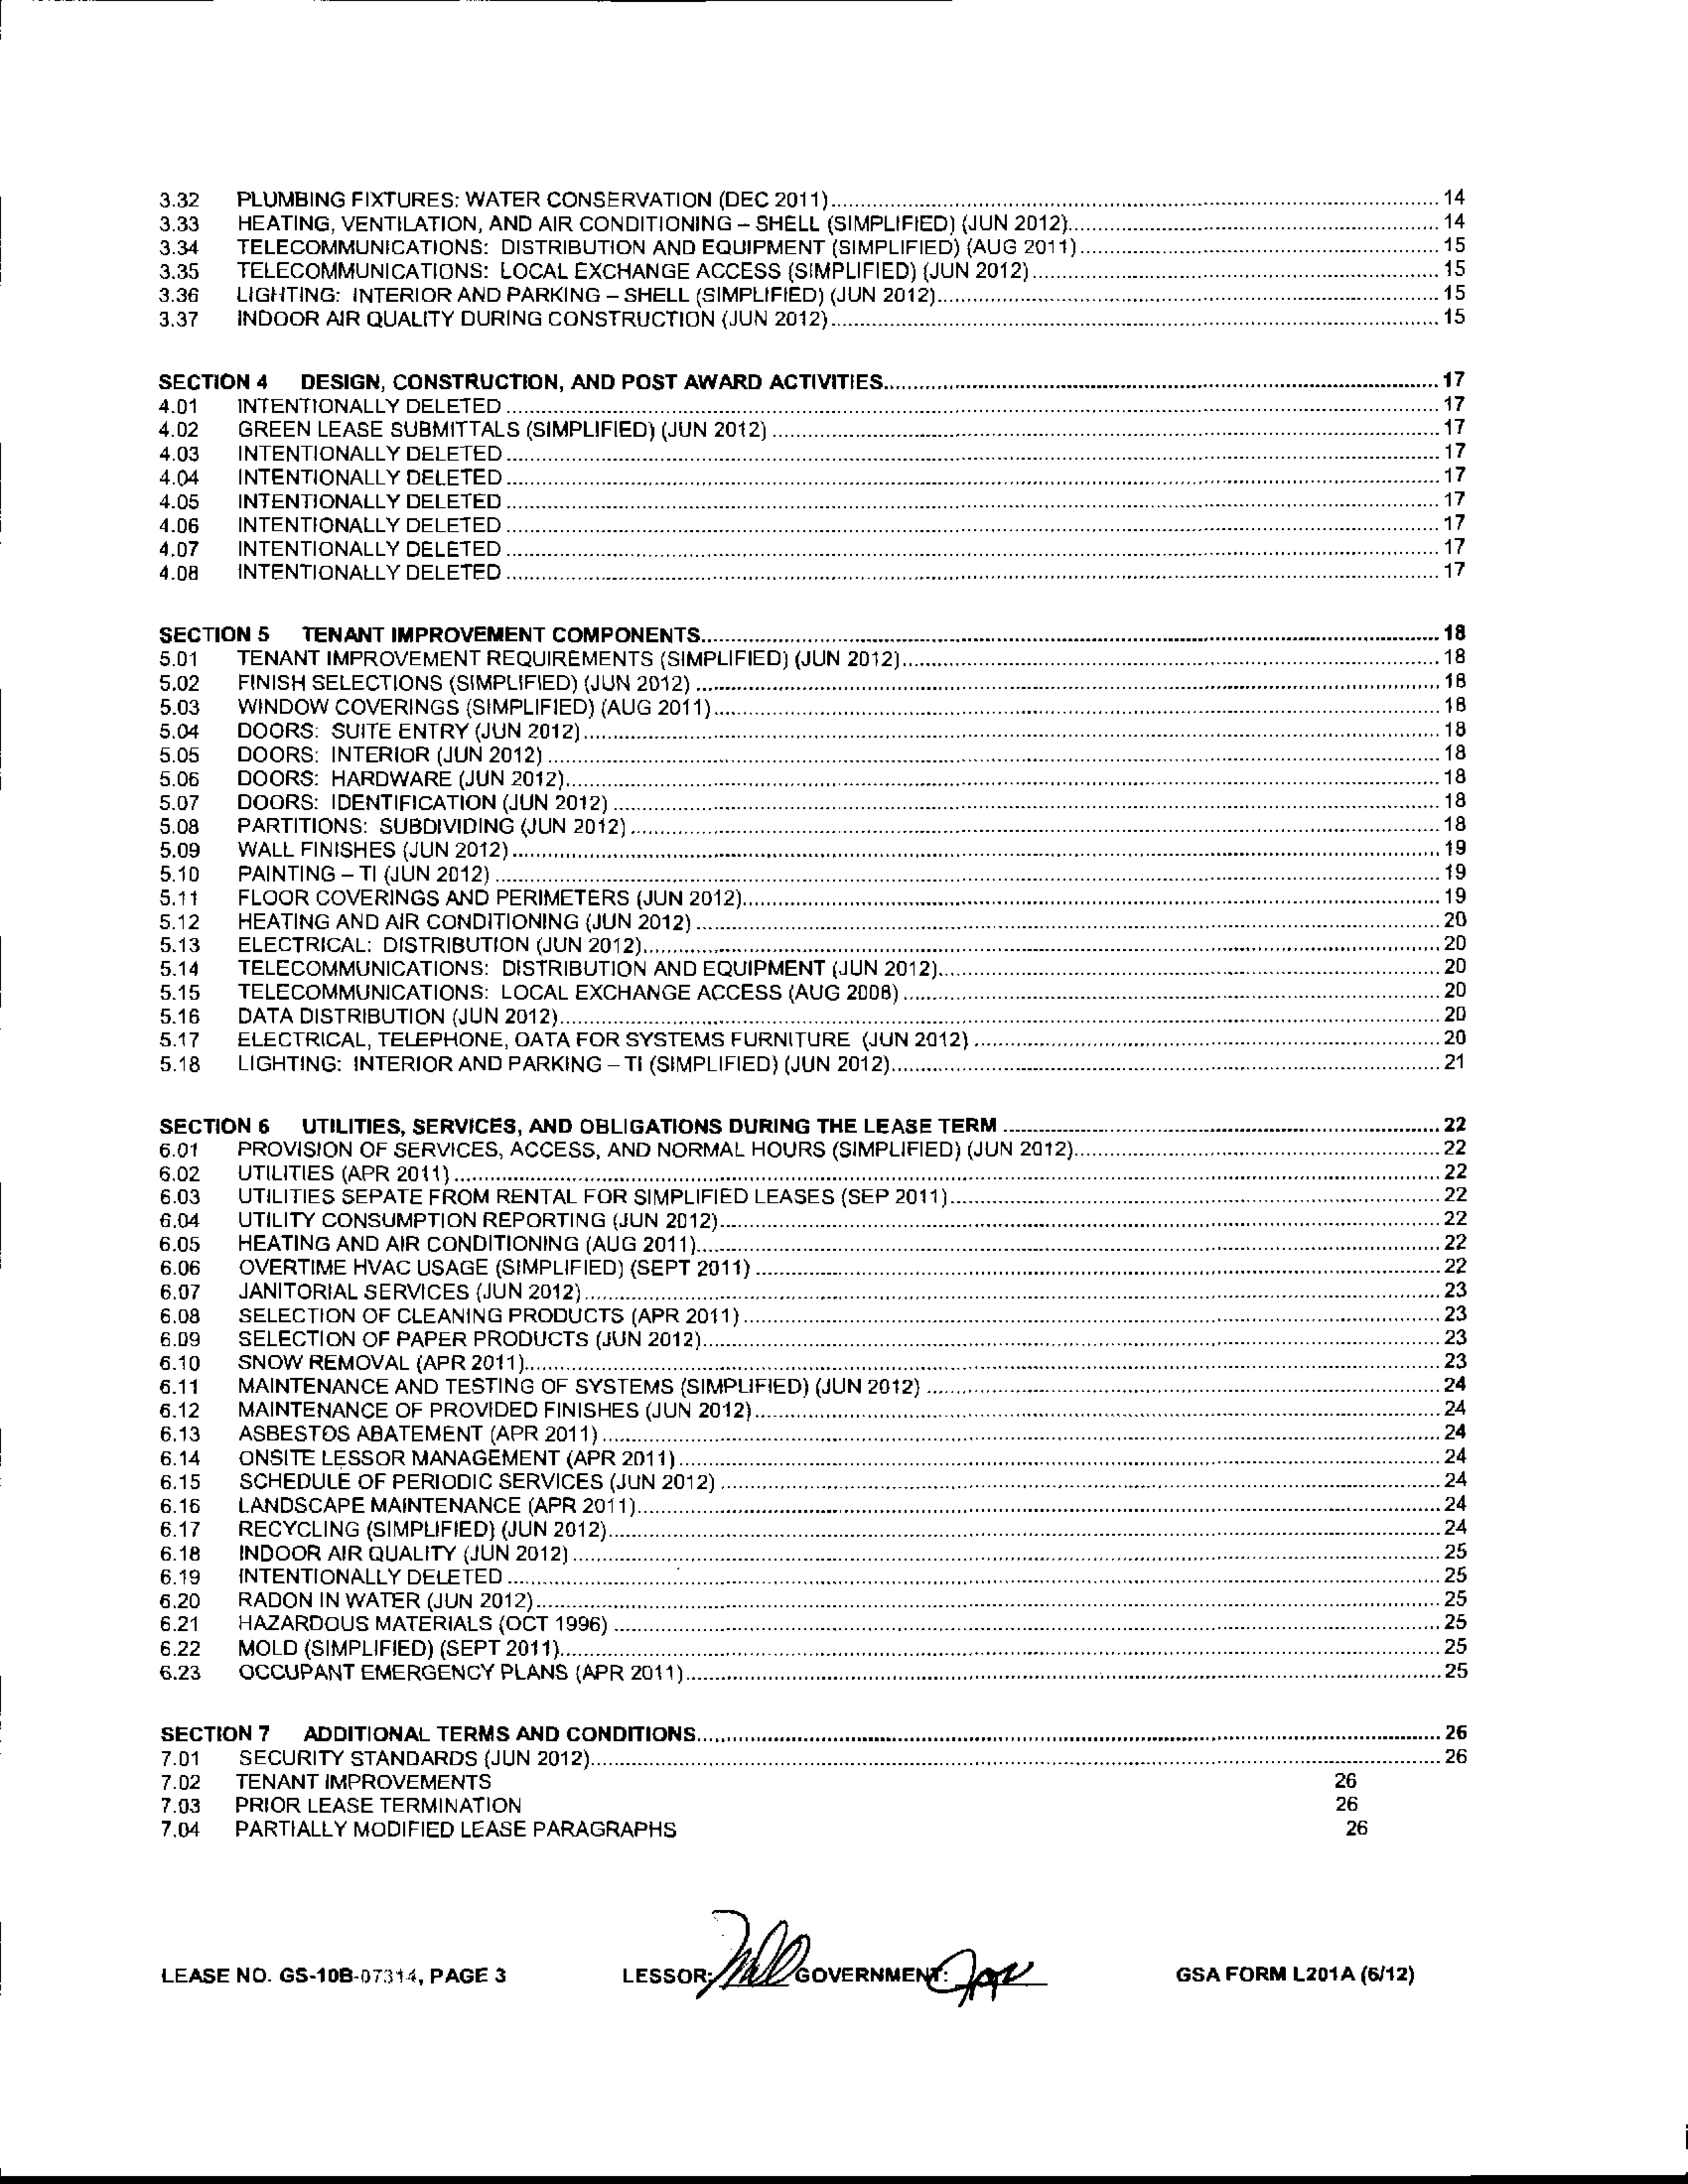 3.32 PLUMBING FIXTURES: WATER CONSERVATION (DEC 2011) 14
3.33 HEATING, VENTILATION, AND AIR CONDITIONING – SHELL (SIMPLIFIED) (JUN 2012) 14
3.34 TELECOMMUNICATIONS: DISTRIBUTION AND EQUIPMENT (SIMPLIFIED) (AUG 2011) 15
3.35 TELECOMMUNICATIONS: LOCAL EXCHANGE ACCESS (SIMPLIFIED) (JUN 2012) 15
3.36 LIGHTING: INTERIOR AND PARKING – SHELL (SIMPLIFIED) (JUN 2012) 15
3.37 INDOOR AIR QUALITY DURING CONSTRUCTION (JUN 2012) 15
SECTION 4 DESIGN, CONSTRUCTION, AND POST AWARD ACTIVITIES 17
4.01 INTENTIONALLY DELETED 17
4.02 GREEN LEASE SUBMITTALS (SIMPLIFIED) (JUN 2012) 17
4.03 INTENTIONALLY DELETED 17
4.04 INTENTIONALLY DELETED 17
4.05 INTENTIONALLY DELETED 17
4.06 INTENTIONALLY DELETED 17
4.07 INTENTIONALLY DELETED 17
4.08 INTENTIONALLY DELETED 17
SECTION 5 TENANT IMPROVEMENT COMPONENTS 18
5.01 TENANT IMPROVEMENT REQUIREMENTS (SIMPLIFIED) (JUN 2012) 18
5.02 FINISH SELECTIONS (SIMPLIFIED) (JUN 2012) 18
5.03 WINDOW COVERINGS (SIMPLIFIED) (AUG 2011) 18
5.04 DOORS: SUITE ENTRY (JUN 2012) 18
5.05 DOORS: INTERIOR (JUN 2012) 18
5.06 DOORS: HARDWARE (JUN 2012) 18
5.07 DOORS: IDENTIFICATION (JUN 2012) 18
5.08 PARTITIONS: SUBDIVIDING (JUN 2012) 18
5.09 WALL FINISHES (JUN 2012) 19
5.10 PAINTING – TI (JUN 2012) 19
5.11 FLOOR COVERINGS AND PERIMETERS (JUN 2012) 19
5.12 HEATING AND AIR CONDITIONING (JUN 2012) 20
5.13 ELECTRICAL: DISTRIBUTION (JUN 2012) 20
5.14 TELECOMMUNICATIONS: DISTRIBUTION AND EQUIPMENT (JUN 2012) 20
5.15 TELECOMMUNICATIONS: LOCAL EXCHANGE ACCESS (AUG 2008) 20
5.16 DATA DISTRIBUTION (JUN 2012) 20
5.17 ELECTRICAL, TELEPHONE, DATA FOR SYSTEMS FURNITURE (JUN 2012) 20
5.18 LIGHTING: INTERIOR AND PARKING – TI (SIMPLIFIED) (JUN 2012) 21
SECTION 6 UTILITIES, SERVICES, AND OBLIGATIONS DURING THE LEASE TERM 22
6.01 PROVISION OF SERVICES, ACCESS, AND NORMAL HOURS (SIMPLIFIED) (JUN 2012) 22
6.02 UTILITIES (APR 2011) 22
6.03 UTILITIES SEPATE FROM RENTAL FOR SIMPLIFIED LEASES (SEP 2011) 22
6.04 UTILITY CONSUMPTION REPORTING (JUN 2012) 22
6.05 HEATING AND AIR CONDITIONING (AUG 2011) 22
6.06 OVERTIME HVAC USAGE (SIMPLIFIED) (SEPT 2011) 22
6.07 JANITORIAL SERVICES (JUN 2012) 23
6.08 SELECTION OF CLEANING PRODUCTS (APR 2011) 23
6.09 SELECTION OF PAPER PRODUCTS (JUN 2012) 23
6.10 SNOW REMOVAL (APR 2011) 23
6.11 MAINTENANCE AND TESTING OF SYSTEMS (SIMPLIFIED) (JUN 2012) 24
6.12 MAINTENANCE OF PROVIDED FINISHES (JUN 2012) 24
6.13 ASBESTOS ABATEMENT (APR 2011) 24
6.14 ONSITE LESSOR MANAGEMENT (APR 2011) 24
6.15 SCHEDULE OF PERIODIC SERVICES (JUN 2012) 24
6.16 LANDSCAPE MAINTENANCE (APR 2011) 24
6.17 RECYCLING (SIMPLIFIED) (JUN 2012) 24
6.18 INDOOR AIR QUALITY (JUN 2012) 25
6.19 INTENTIONALLY DELETED 25
6.20 RADON IN WATER (JUN 2012) 25
6.21 HAZARDOUS MATERIALS (OCT 1996) 25
6.22 MOLD (SIMPLIFIED) (SEPT 2011) 25
6.23 OCCUPANT EMERGENCY PLANS (APR 2011) 25
SECTION 7 ADDITIONAL TERMS AND CONDITIONS 26
7.01 SECURITY STANDARDS (JUN 2012) 26
7.02 TENANT IMPROVEMENTS 26
7.03 PRIOR LEASE TERMINATION 26
7.04 PARTIALLY MODIFIED LEASE PARAGRAPHS 26
LEASE NO. GS-10B-07314, PAGE 3 LESSOR: GOVERNMENT: GSA FORM L201A (6/12)